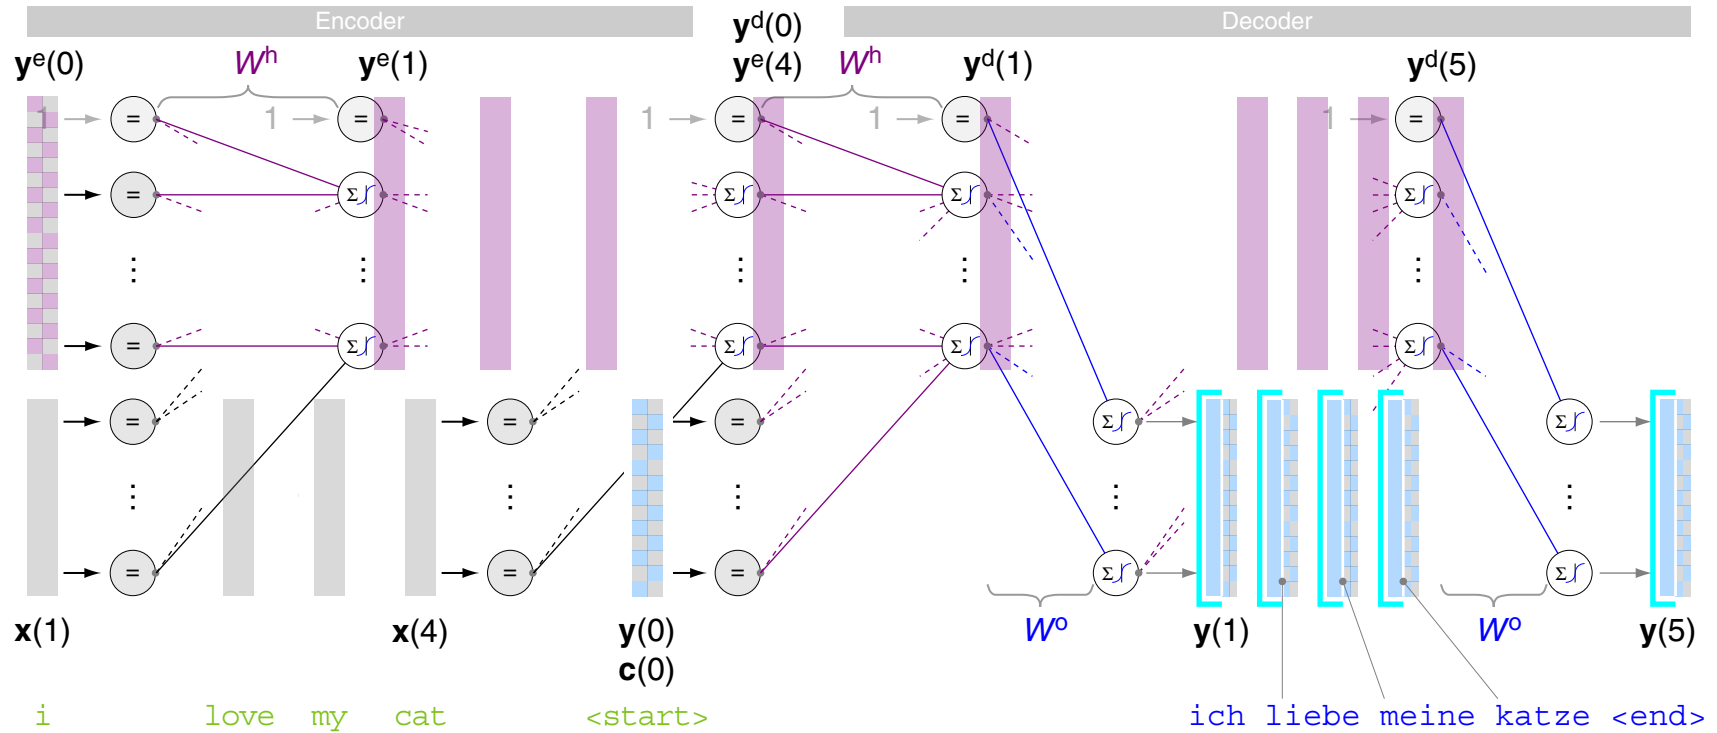 Encoder Decoder
y^d(0)
y^e(0) W^h y^e(1) y^e(4) W^h y^d(1) y^d(5)
1 = 1 = 1 = 1 = 1 =
= Σ Σ Σ Σ
⋮ ⋮ ⋮ ⋮ ⋮
= Σ Σ Σ Σ
= = = Σ Σ
⋮ ⋮ ⋮ ⋮ ⋮
= = = Σ Σ
x(1) x(4) y(0) W^o y(1) W^o y(5)
c(0)
i love my cat <start> ich liebe meine katze <end>